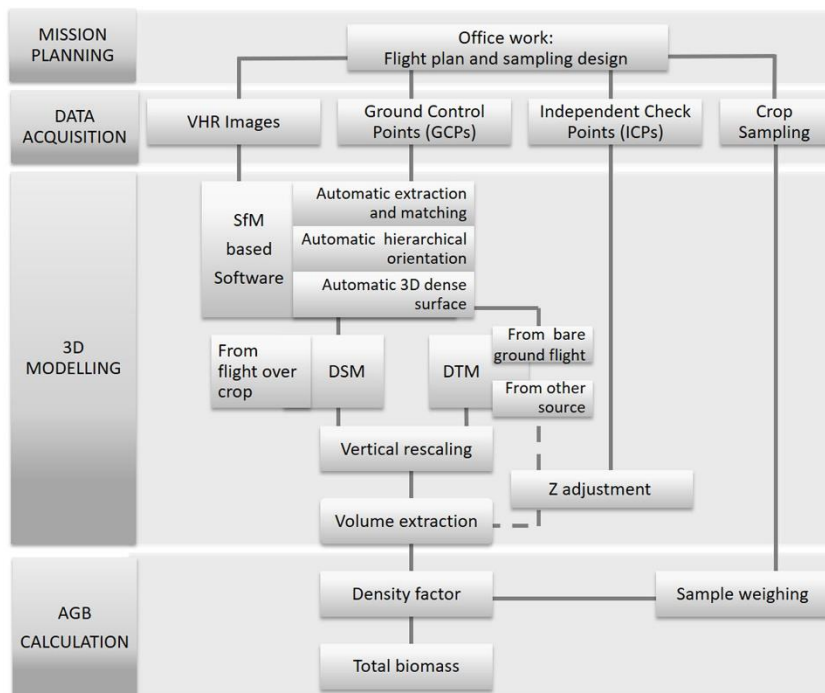 MISSION
PLANNING
Office work:
Flight plan and sampling design
DATA
ACQUISITION
VHR Images
Ground Control
Points (GCPs)
Independent Check
Points (ICPs)
Crop
Sampling
3D
MODELLING
SfM
based
Software
Automatic extraction
and matching
Automatic hierarchical
orientation
Automatic 3D dense
surface
From
flight over
crop
DSM
DTM
From bare
ground flight
From other
source
Vertical rescaling
Z adjustment
Volume extraction
AGB
CALCULATION
Density factor
Sample weighing
Total biomass